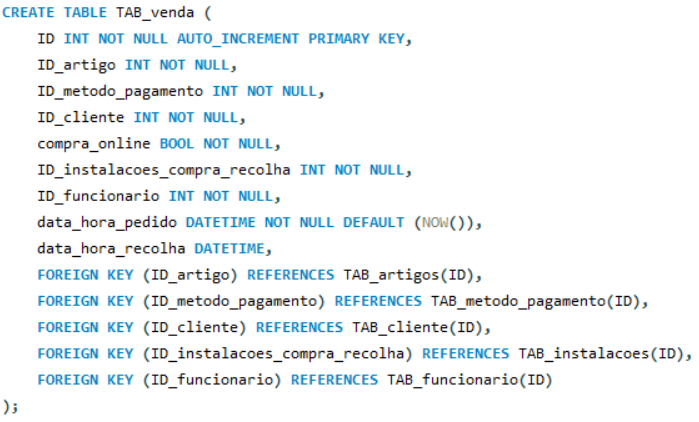 CREATE TABLE TAB_venda (
ID INT NOT NULL AUTO_INCREMENT PRIMARY KEY,
ID_artigo INT NOT NULL,
ID_metodo_pagamento INT NOT NULL,
ID_cliente INT NOT NULL,
compra_online BOOL NOT NULL,
ID_instalacoes_compra_recolha INT NOT NULL,
ID_funcionario INT NOT NULL,
data_hora_pedido DATETIME NOT NULL DEFAULT (NOW()),
data_hora_recolha DATETIME,
FOREIGN KEY (ID_artigo) REFERENCES TAB_artigos(ID),
FOREIGN KEY (ID_metodo_pagamento) REFERENCES TAB_metodo_pagamento(ID),
FOREIGN KEY (ID_cliente) REFERENCES TAB_cliente(ID),
FOREIGN KEY (ID_instalacoes_compra_recolha) REFERENCES TAB_instalacoes(ID),
FOREIGN KEY (ID_funcionario) REFERENCES TAB_funcionario(ID)
);